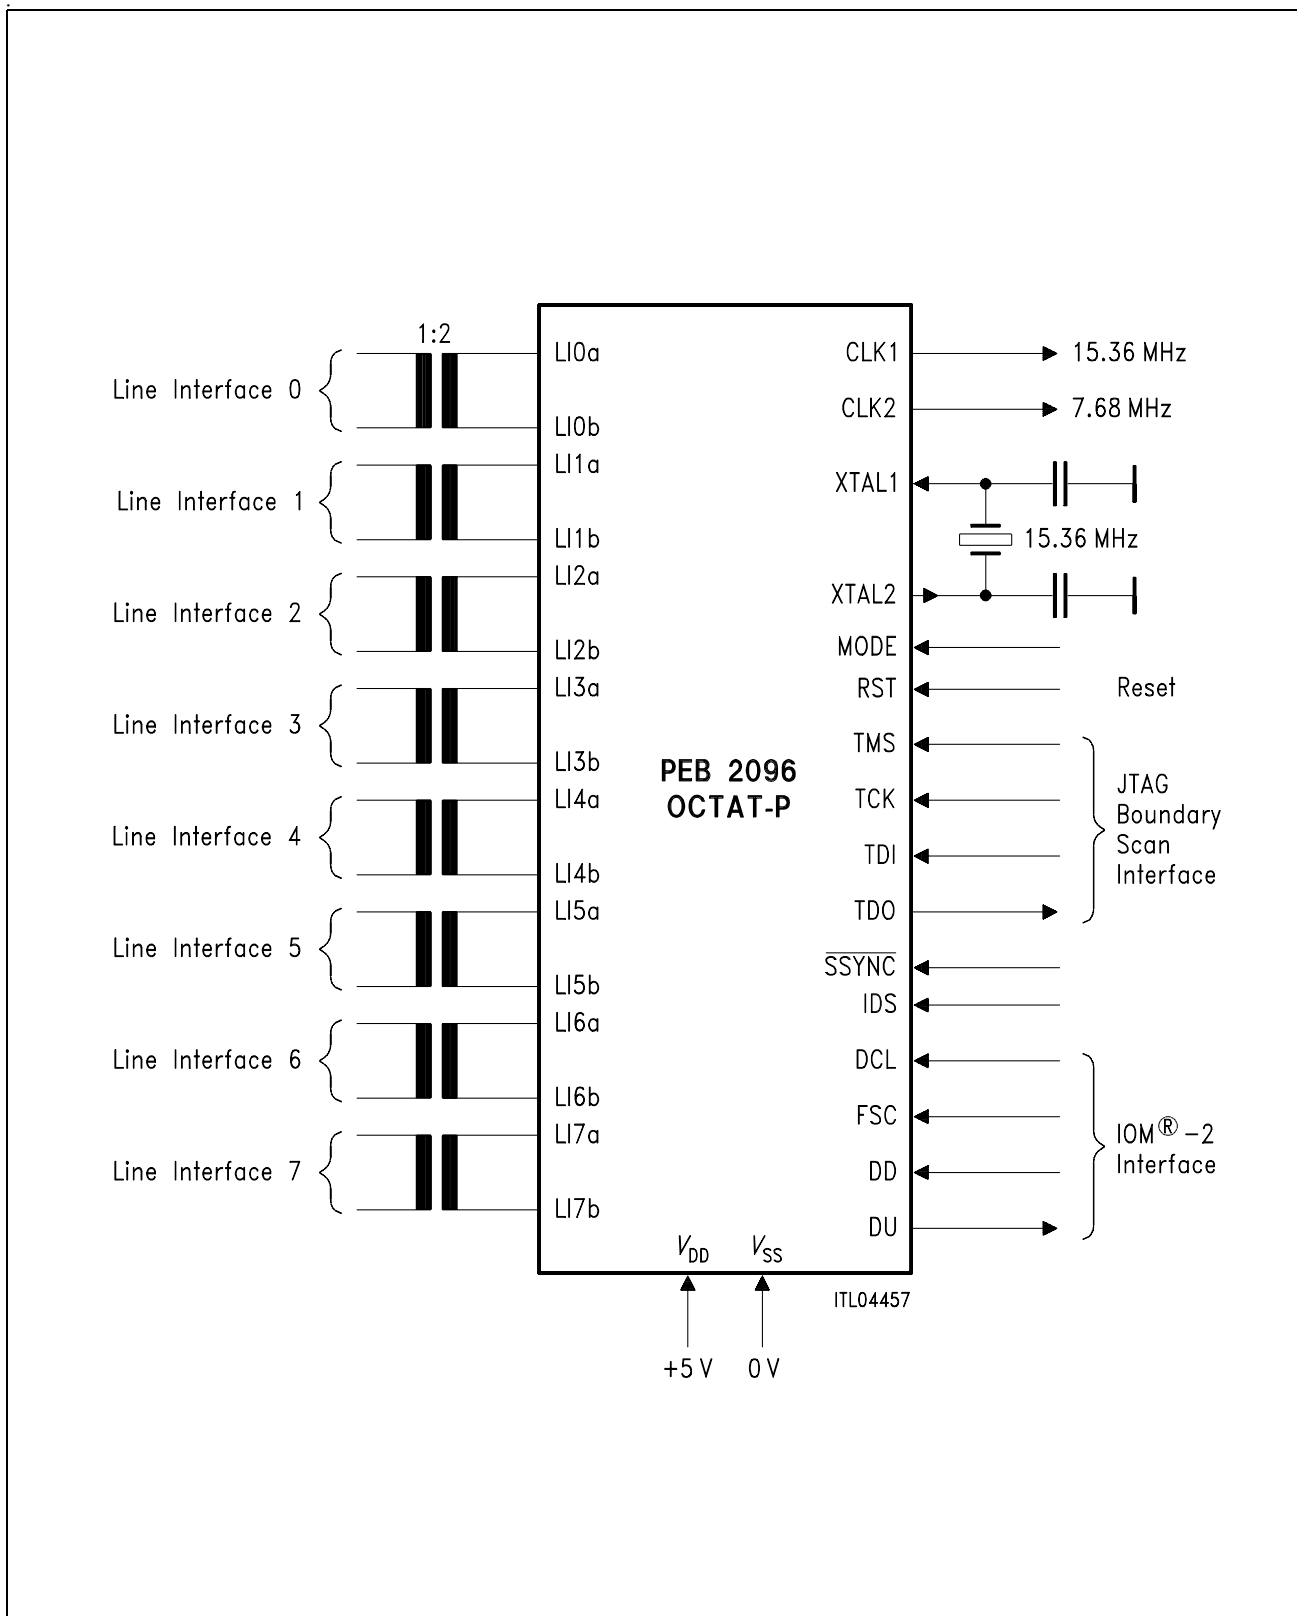 1:2
Line Interface 0
LI0a
LI0b
Line Interface 1
LI1a
LI1b
Line Interface 2
LI2a
LI2b
Line Interface 3
LI3a
LI3b
Line Interface 4
LI4a
LI4b
Line Interface 5
LI5a
LI5b
Line Interface 6
LI6a
LI6b
Line Interface 7
LI7a
LI7b
PEB 2096
OCTAT-P
CLK1
15.36 MHz
CLK2
7.68 MHz
XTAL1
15.36 MHz
XTAL2
MODE
RST
Reset
TMS
TCK
TDI
TDO
JTAG
Boundary
Scan
Interface
SSYNC
IDS
DCL
FSC
DD
DU
IOM®-2
Interface
VDD
VSS
ITL04457
+5 V
0 V